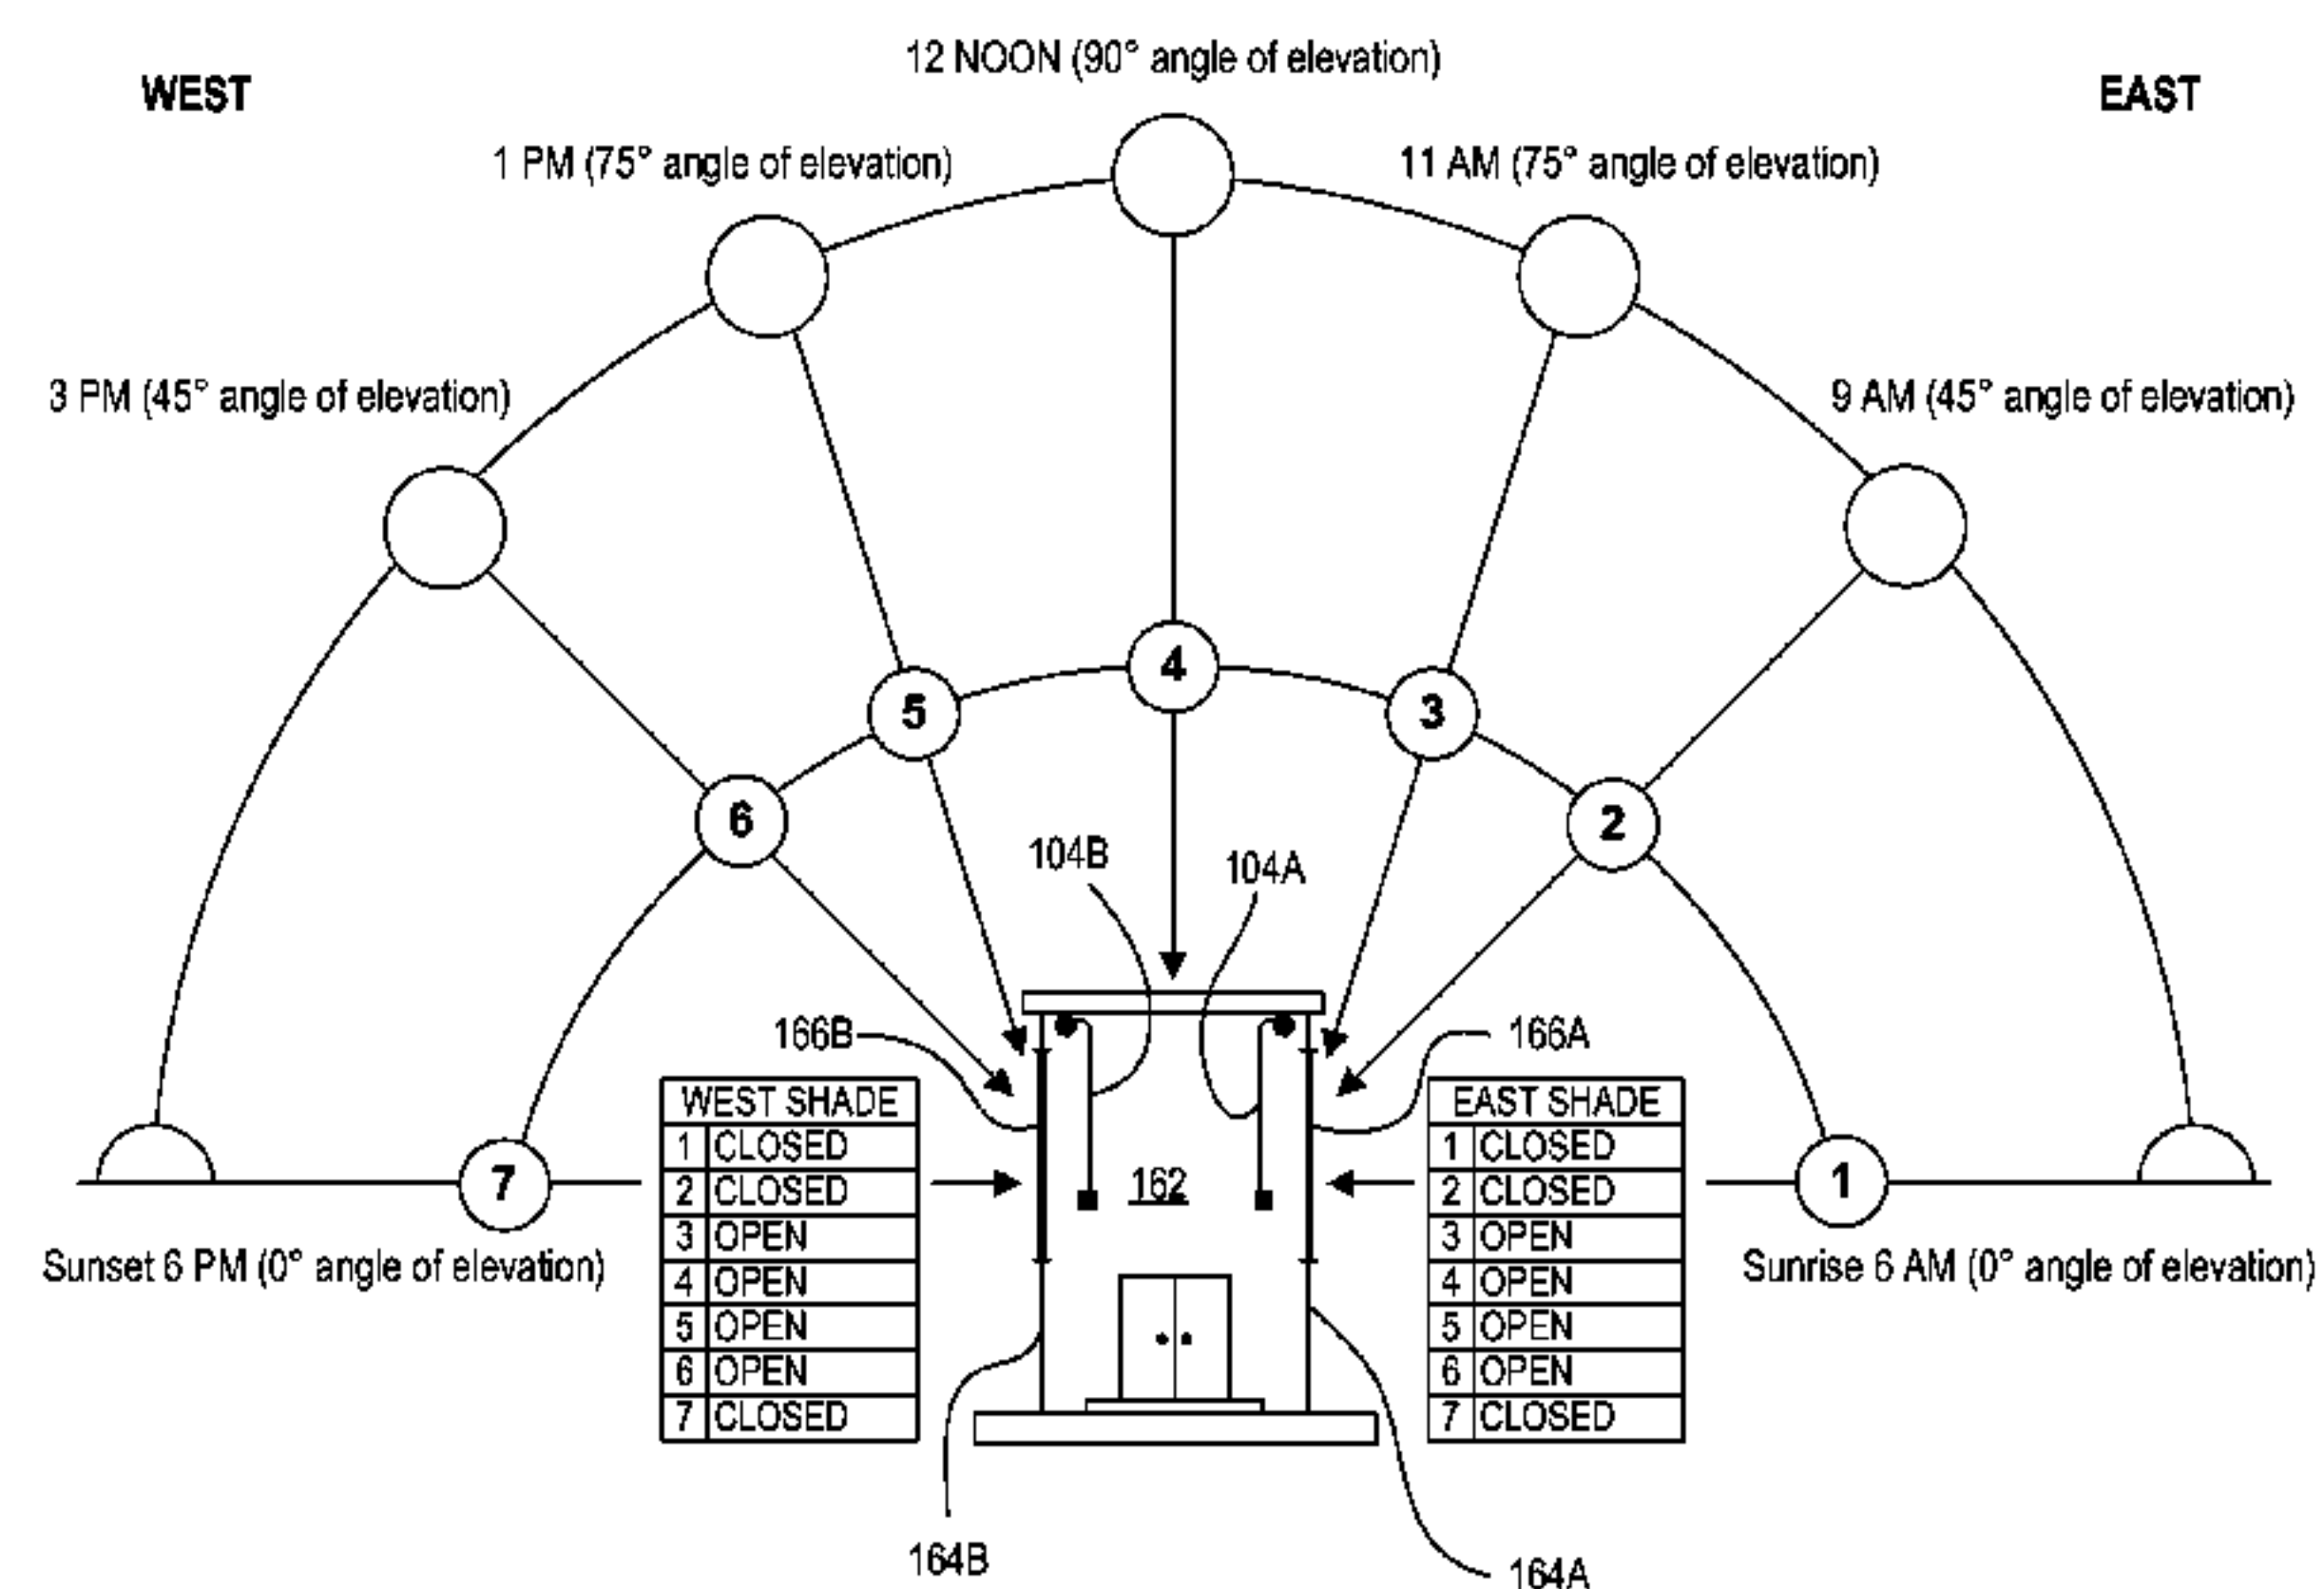 12 NOON (90° angle of elevation)
WEST
EAST
1 PM (75° angle of elevation)
11 AM (75° angle of elevation)
3 PM (45° angle of elevation)
9 AM (45° angle of elevation)
4
5
3
6
2
104B
104A
166B
166A
WEST SHADE
1 CLOSED
2 CLOSED
3 OPEN
4 OPEN
5 OPEN
6 OPEN
7 CLOSED
162
EAST SHADE
1 CLOSED
2 CLOSED
3 OPEN
4 OPEN
5 OPEN
6 OPEN
7 CLOSED
7
1
Sunset 6 PM (0° angle of elevation)
Sunrise 6 AM (0° angle of elevation)
164B
164A